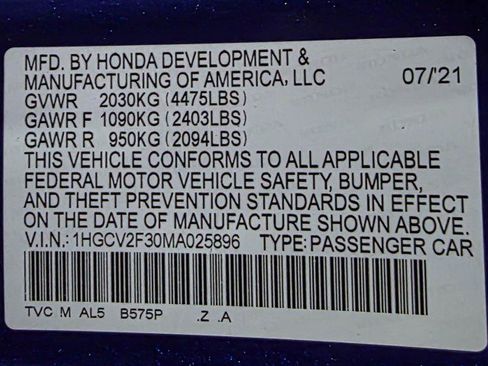 MFD. BY HONDA DEVELOPMENT &
MANUFACTURING OF AMERICA, LLC 07/'21
GVWR 2030KG (4475LBS)
GAWR F 1090KG (2403LBS)
GAWR R 950KG (2094LBS)
THIS VEHICLE CONFORMS TO ALL APPLICABLE
FEDERAL MOTOR VEHICLE SAFETY, BUMPER,
AND THEFT PREVENTION STANDARDS IN EFFECT
ON THE DATE OF MANUFACTURE SHOWN ABOVE.
V.I.N.: 1HGCV2F30MA025896 TYPE: PASSENGER CAR
TVC M AL5 B575P .Z .A